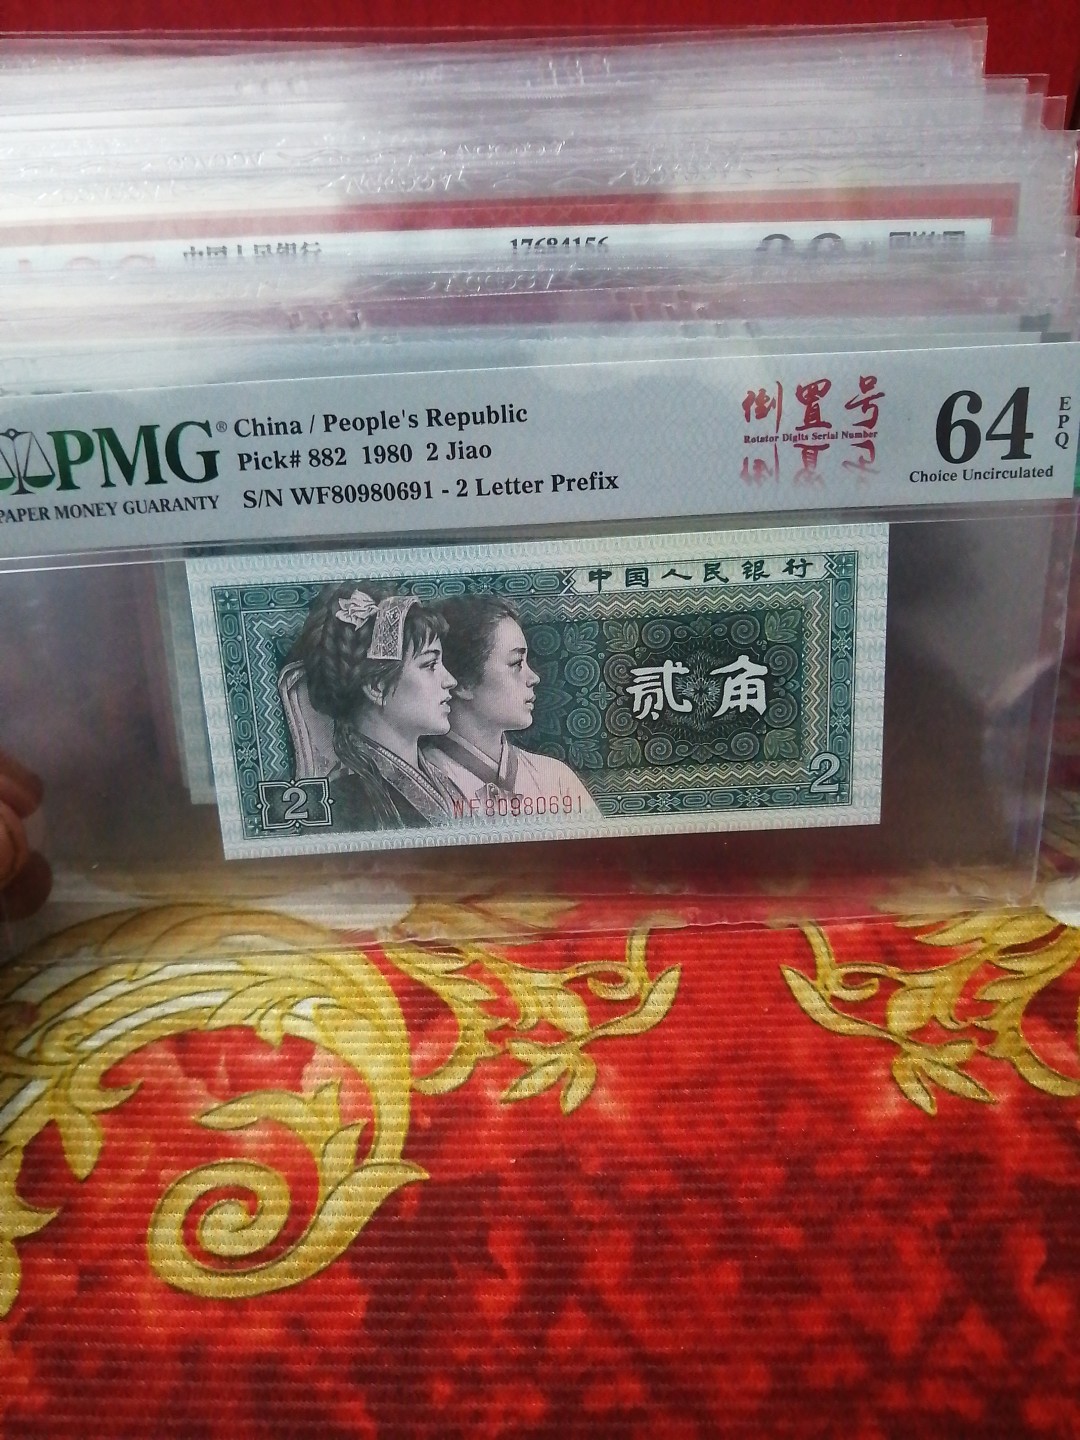 中国人民银行
17684156
PMG®
PAPER MONEY GUARANTY
China / People's Republic
Pick# 882 1980 2 Jiao
S/N WF80980691 - 2 Letter Prefix
倒置号
Rotator Digits Serial Number
64
EPQ
Choice Uncirculated
中国人民银行
贰角
2
WF80980691
2